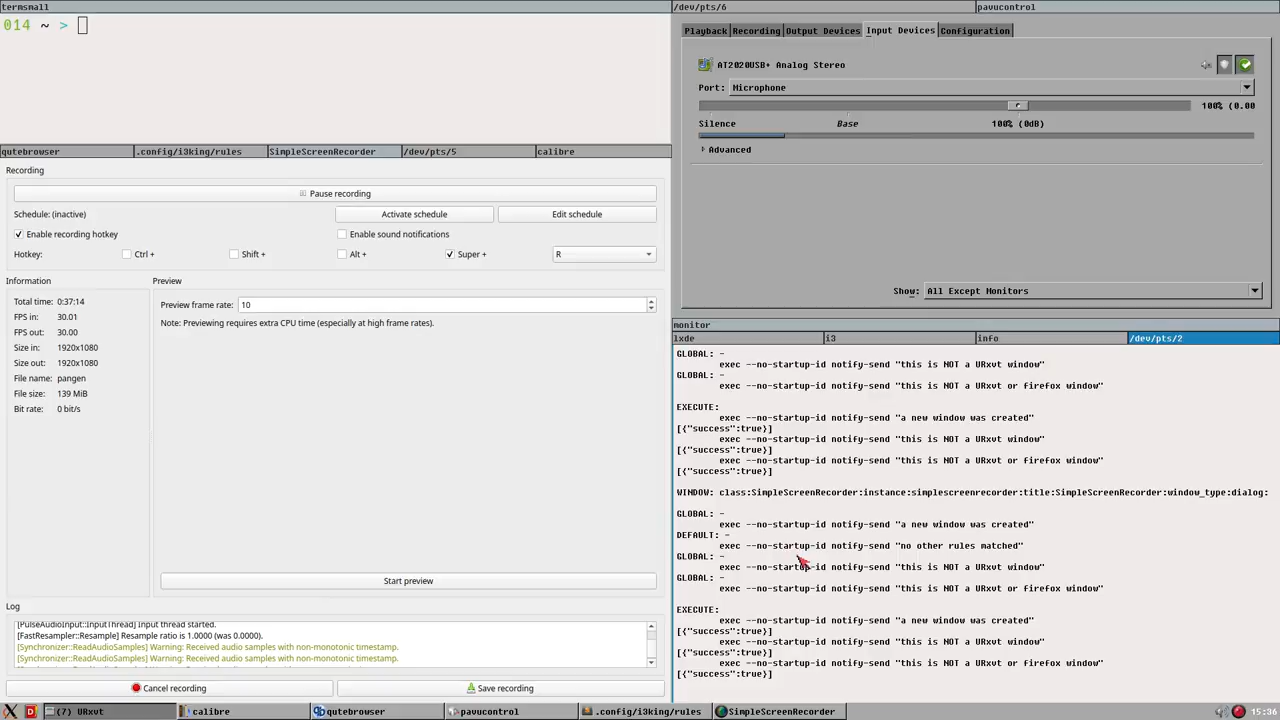 termsmall
014 ~ >
qutebrowser .config/i3king/rules SimpleScreenRecorder /dev/pts/5 calibre
Recording
Pause recording
Schedule: (inactive) Activate schedule Edit schedule
Enable recording hotkey Enable sound notifications
Hotkey: Ctrl + Shift + Alt + Super + R
Information
Total time: 0:37:14
FPS in: 30.01
FPS out: 30.00
Size in: 1920x1080
Size out: 1920x1080
File name: pangen
File size: 139 MiB
Bit rate: 0 bit/s
Preview
Preview frame rate: 10
Note: Previewing requires extra CPU time (especially at high frame rates).
Start preview
Log
[PulseAudioInput::InputThread] Input thread started.
[FastResampler::Resample] Resample ratio is 1.0000 (was 0.0000).
[Synchronizer::ReadAudioSamples] Warning: Received audio samples with non-monotonic timestamp.
[Synchronizer::ReadAudioSamples] Warning: Received audio samples with non-monotonic timestamp.
Cancel recording Save recording
/dev/pts/6 pavucontrol
Playback Recording Output Devices Input Devices Configuration
AT2020USB+ Analog Stereo
Port: Microphone
100% (0.00
Silence Base 100% (0dB)
Advanced
Show: All Except Monitors
monitor
lxde i3 info /dev/pts/2
GLOBAL: -
exec --no-startup-id notify-send "this is NOT a URxvt window"
GLOBAL: -
exec --no-startup-id notify-send "this is NOT a URxvt or firefox window"
EXECUTE:
exec --no-startup-id notify-send "a new window was created"
[{"success":true}]
exec --no-startup-id notify-send "this is NOT a URxvt window"
[{"success":true}]
exec --no-startup-id notify-send "this is NOT a URxvt or firefox window"
[{"success":true}]
WINDOW: class:SimpleScreenRecorder:instance:simplescreenrecorder:title:SimpleScreenRecorder:window_type:dialog:
GLOBAL: -
exec --no-startup-id notify-send "a new window was created"
DEFAULT: -
exec --no-startup-id notify-send "no other rules matched"
GLOBAL: -
exec --no-startup-id notify-send "this is NOT a URxvt window"
GLOBAL: -
exec --no-startup-id notify-send "this is NOT a URxvt or firefox window"
EXECUTE:
exec --no-startup-id notify-send "a new window was created"
[{"success":true}]
exec --no-startup-id notify-send "this is NOT a URxvt window"
[{"success":true}]
exec --no-startup-id notify-send "this is NOT a URxvt or firefox window"
[{"success":true}]
(7) URxvt calibre qutebrowser pavucontrol .config/i3king/rules SimpleScreenRecorder 15:36